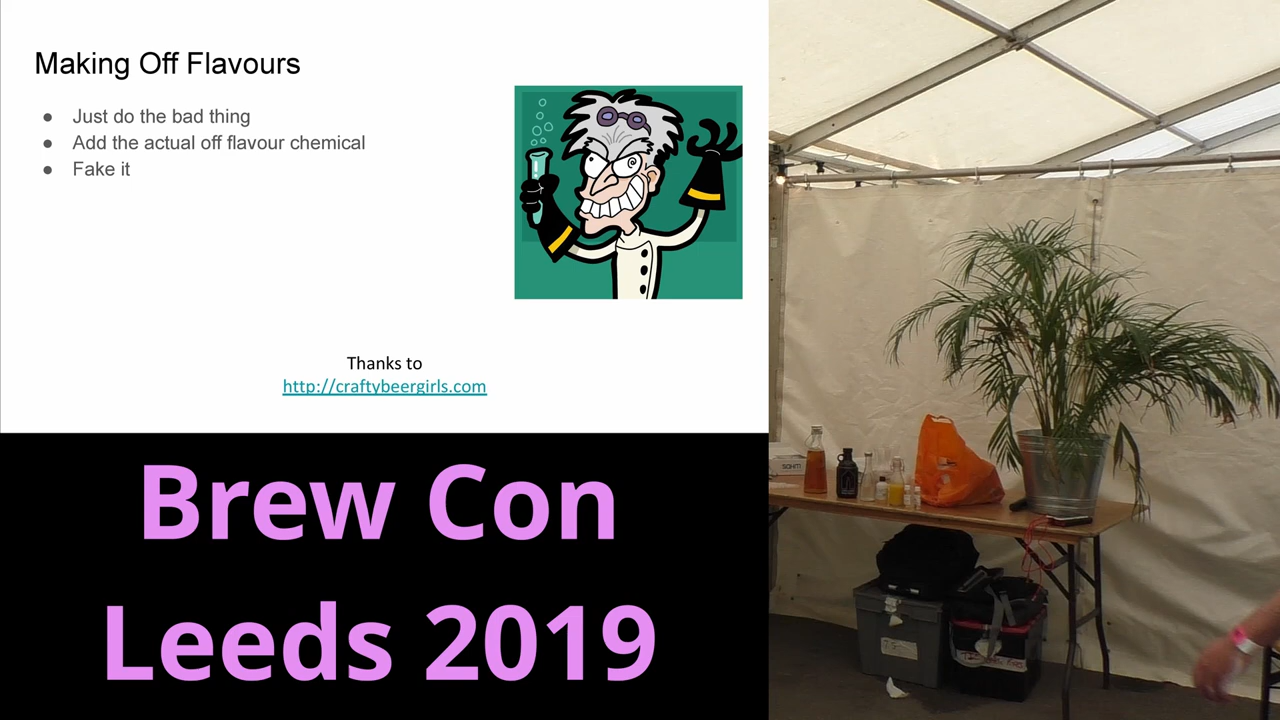 Making Off Flavours
● Just do the bad thing
● Add the actual off flavour chemical
● Fake it
Thanks to
http://craftybeergirls.com
Brew Con
Leeds 2019